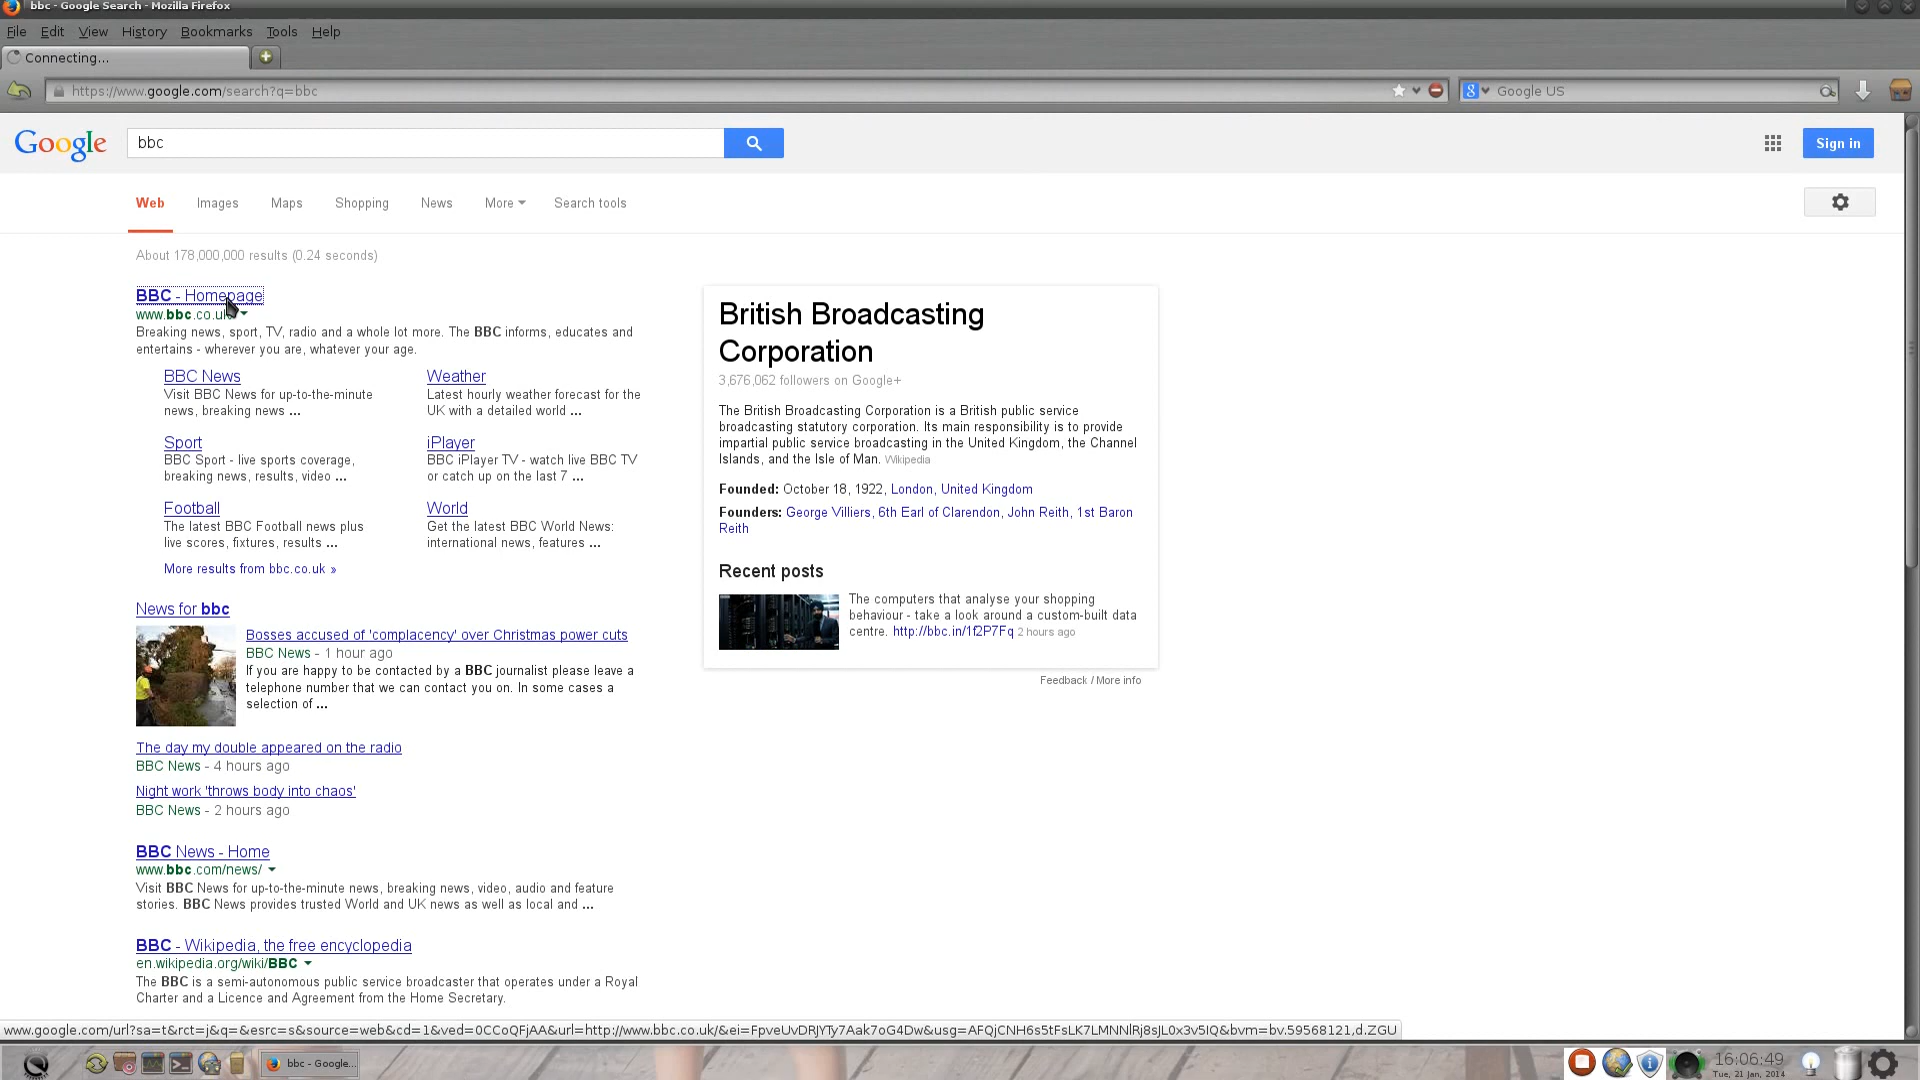 bbc - Google Search - Mozilla Firefox
File Edit View History Bookmarks Tools Help
Connecting...
https://www.google.com/search?q=bbc
Google US
Google
bbc
Sign in
Web Images Maps Shopping News More Search tools
About 178,000,000 results (0.24 seconds)
BBC - Homepage
www.bbc.co.uk
Breaking news, sport, TV, radio and a whole lot more. The BBC informs, educates and
entertains - wherever you are, whatever your age.
BBC News
Visit BBC News for up-to-the-minute
news, breaking news ...
Weather
Latest hourly weather forecast for the
UK with a detailed world ...
Sport
BBC Sport - live sports coverage,
breaking news, results, video ...
iPlayer
BBC iPlayer TV - watch live BBC TV
or catch up on the last 7 ...
Football
The latest BBC Football news plus
live scores, fixtures, results ...
World
Get the latest BBC World News:
international news, features ...
More results from bbc.co.uk »
News for bbc
Bosses accused of 'complacency' over Christmas power cuts
BBC News - 1 hour ago
If you are happy to be contacted by a BBC journalist please leave a
telephone number that we can contact you on. In some cases a
selection of ...
The day my double appeared on the radio
BBC News - 4 hours ago
Night work 'throws body into chaos'
BBC News - 2 hours ago
BBC News - Home
www.bbc.com/news/
Visit BBC News for up-to-the-minute news, breaking news, video, audio and feature
stories. BBC News provides trusted World and UK news as well as local and ...
BBC - Wikipedia, the free encyclopedia
en.wikipedia.org/wiki/BBC
The BBC is a semi-autonomous public service broadcaster that operates under a Royal
Charter and a Licence and Agreement from the Home Secretary.
British Broadcasting
Corporation
3,676,062 followers on Google+
The British Broadcasting Corporation is a British public service
broadcasting statutory corporation. Its main responsibility is to provide
impartial public service broadcasting in the United Kingdom, the Channel
Islands, and the Isle of Man. Wikipedia
Founded: October 18, 1922, London, United Kingdom
Founders: George Villiers, 6th Earl of Clarendon, John Reith, 1st Baron
Reith
Recent posts
The computers that analyse your shopping
behaviour - take a look around a custom-built data
centre. http://bbc.in/1f2P7Fq 2 hours ago
Feedback / More info
www.google.com/url?sa=t&rct=j&q=&esrc=s&source=web&cd=1&ved=0CCoQFjAA&url=http://www.bbc.co.uk/&ei=FpveUvDRJYTy7Aak7oG4Dw&usg=AFQjCNH6s5tFsLK7LMNNlRj8sJL0x3v5IQ&bvm=bv.59568121,d.ZGU
bbc - Google...
16:06:49
Tue, 21 Jan, 2014